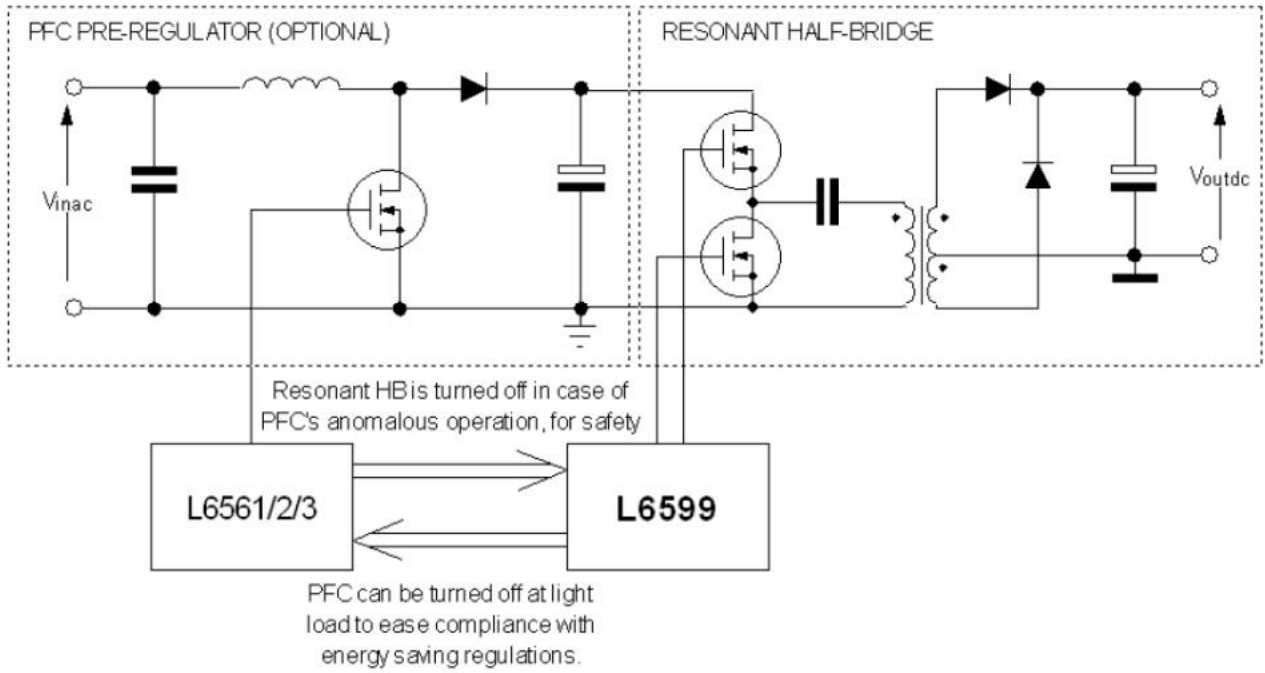 PFC PRE-REGULATOR (OPTIONAL)
RESONANT HALF-BRIDGE
Vinac
Voutdc
Resonant HB is turned off in case of
PFC's anomalous operation, for safety
L6561/2/3
L6599
PFC can be turned off at light
load to ease compliance with
energy saving regulations.